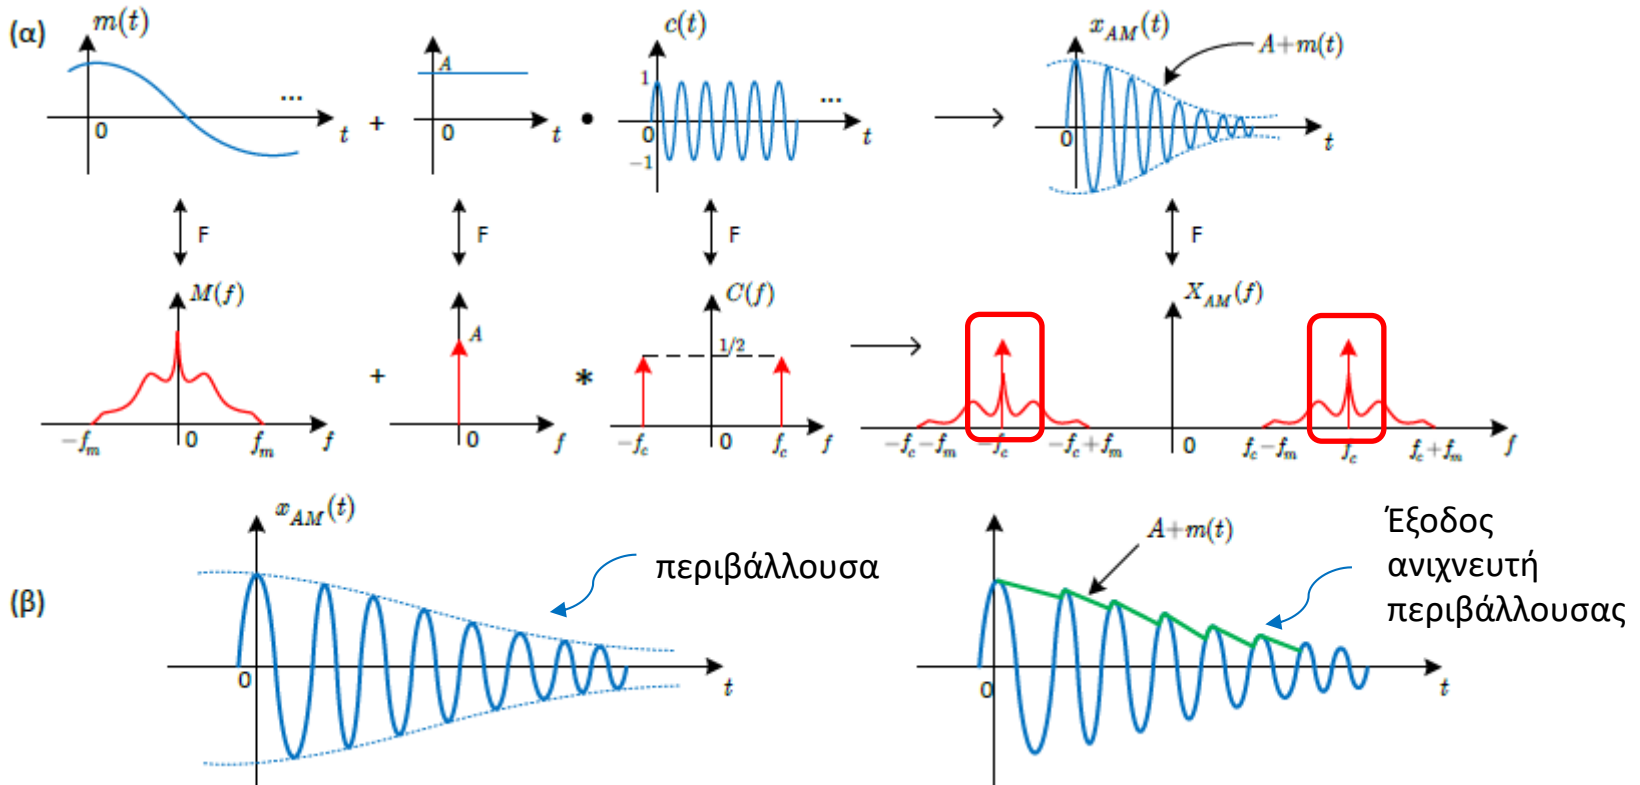 (α)
m(t)
...
0
t
+
A
0
t
•
c(t)
1
0
−1
...
t
x_AM(t)
A+m(t)
0
t
F
F
F
F
M(f)
−f_m
0
f_m
f
+
A
0
f
*
C(f)
1/2
−f_c
0
f_c
f
X_AM(f)
−f_c−f_m
−f_c
−f_c+f_m
0
f_c−f_m
f_c
f_c+f_m
f
(β)
x_AM(t)
περιβάλλουσα
0
t
A+m(t)
Έξοδος
ανιχνευτή
περιβάλλουσας
0
t